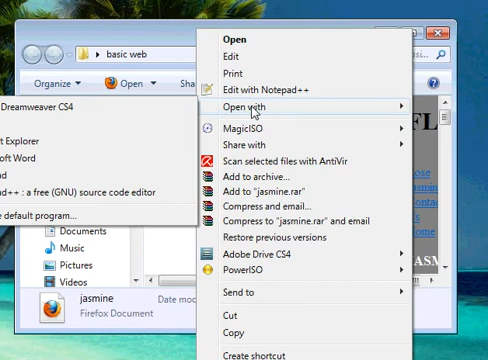 basic web
Organize
Open
Sha
Open
Edit
Print
Edit with Notepad++
Open with
MagicISO
Share with
Scan selected files with AntiVir
Add to archive...
Add to "jasmine.rar"
Compress and email...
Compress to "jasmine.rar" and email
Restore previous versions
Adobe Drive CS4
PowerISO
Send to
Cut
Copy
Create shortcut
Dreamweaver CS4
t Explorer
oft Word
ad
d++ : a free (GNU) source code editor
e default program...
Documents
Music
Pictures
Videos
FL
ASM
jasmine
Date mod
Firefox Document